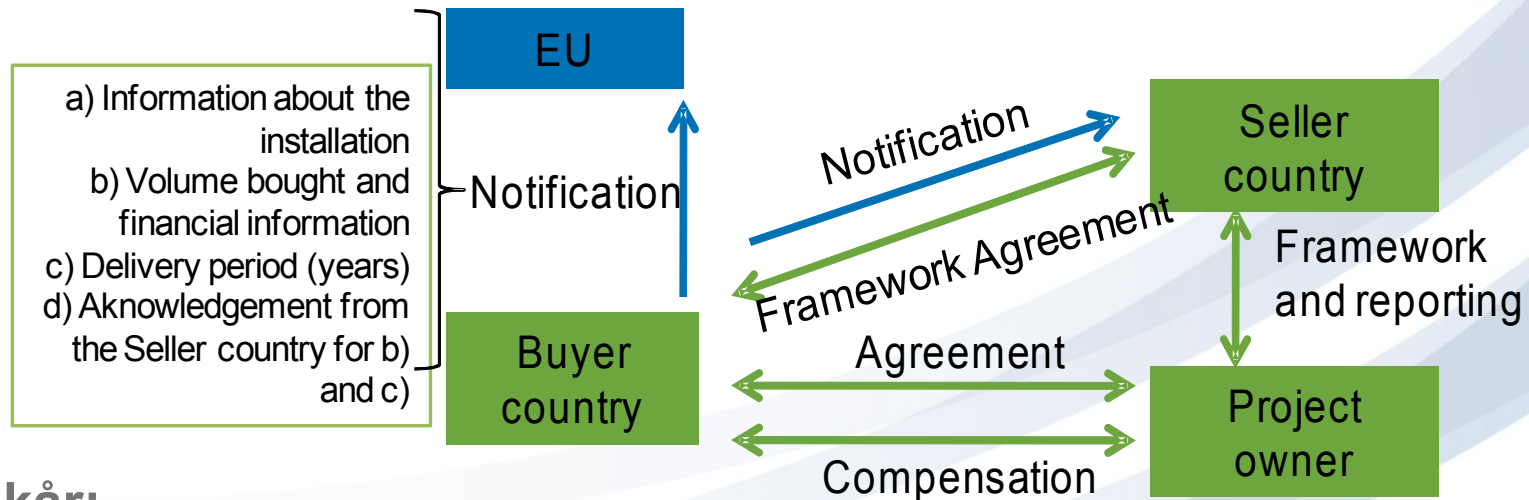 EU
a) Information about the
installation
b) Volume bought and
financial information
c) Delivery period (years)
d) Aknowledgement from
the Seller country for b)
and c)
Notification
Notification
Framework Agreement
Seller
country
Framework
and reporting
Buyer
country
Agreement
Compensation
Project
owner